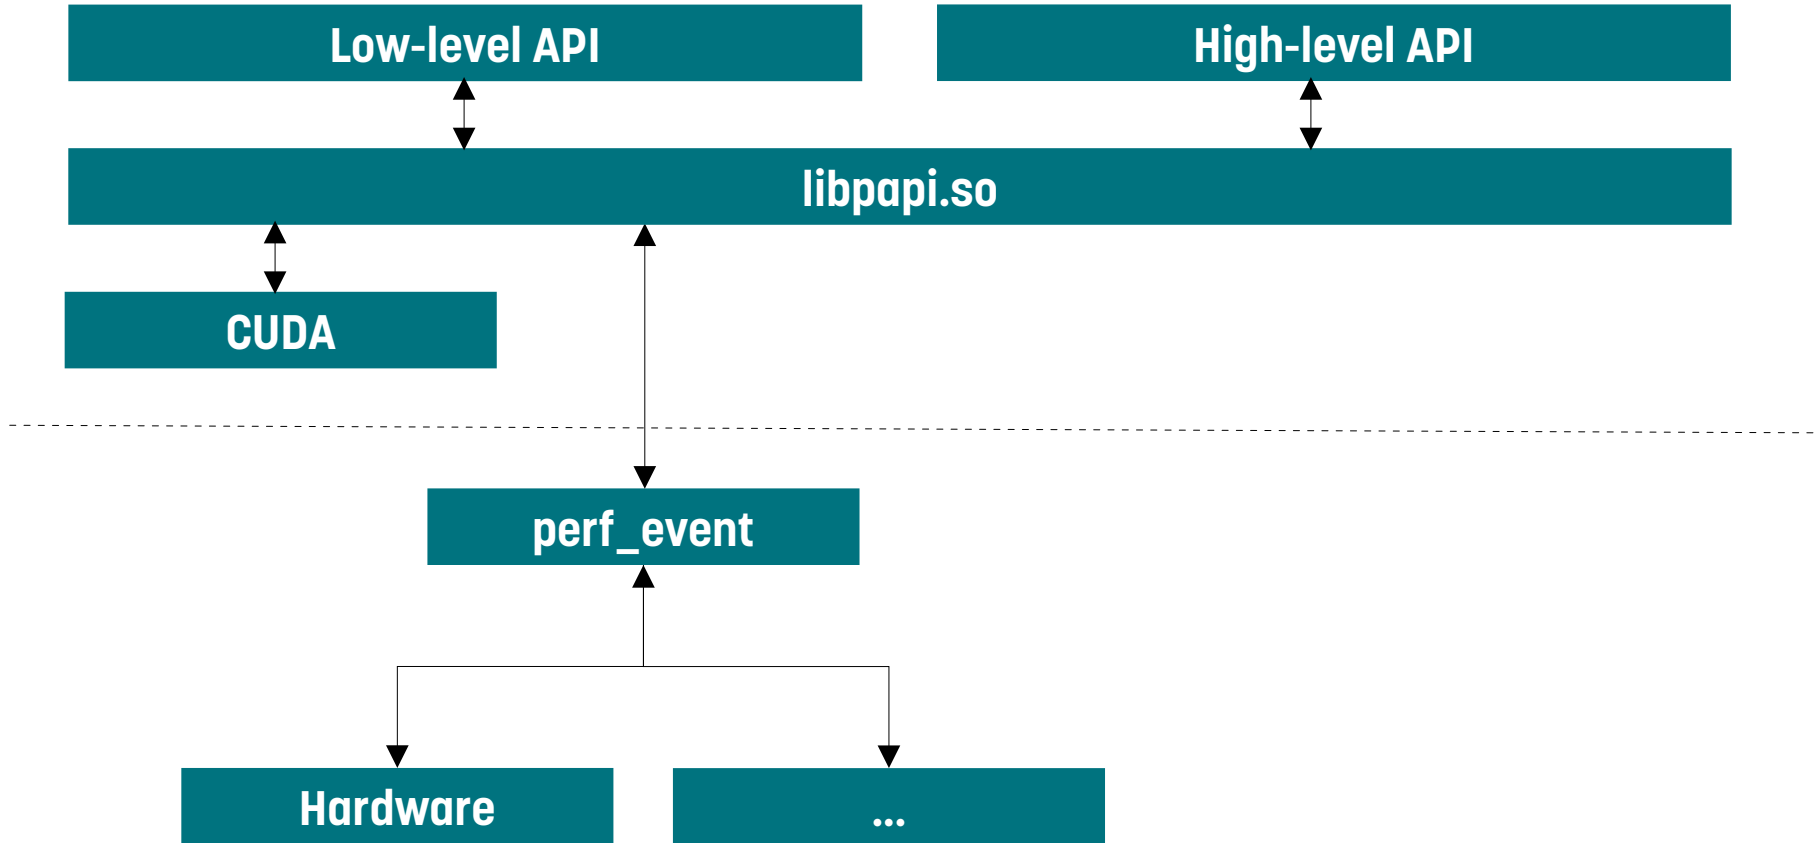 Low-level API
High-level API
libpapi.so
CUDA
perf_event
Hardware
...